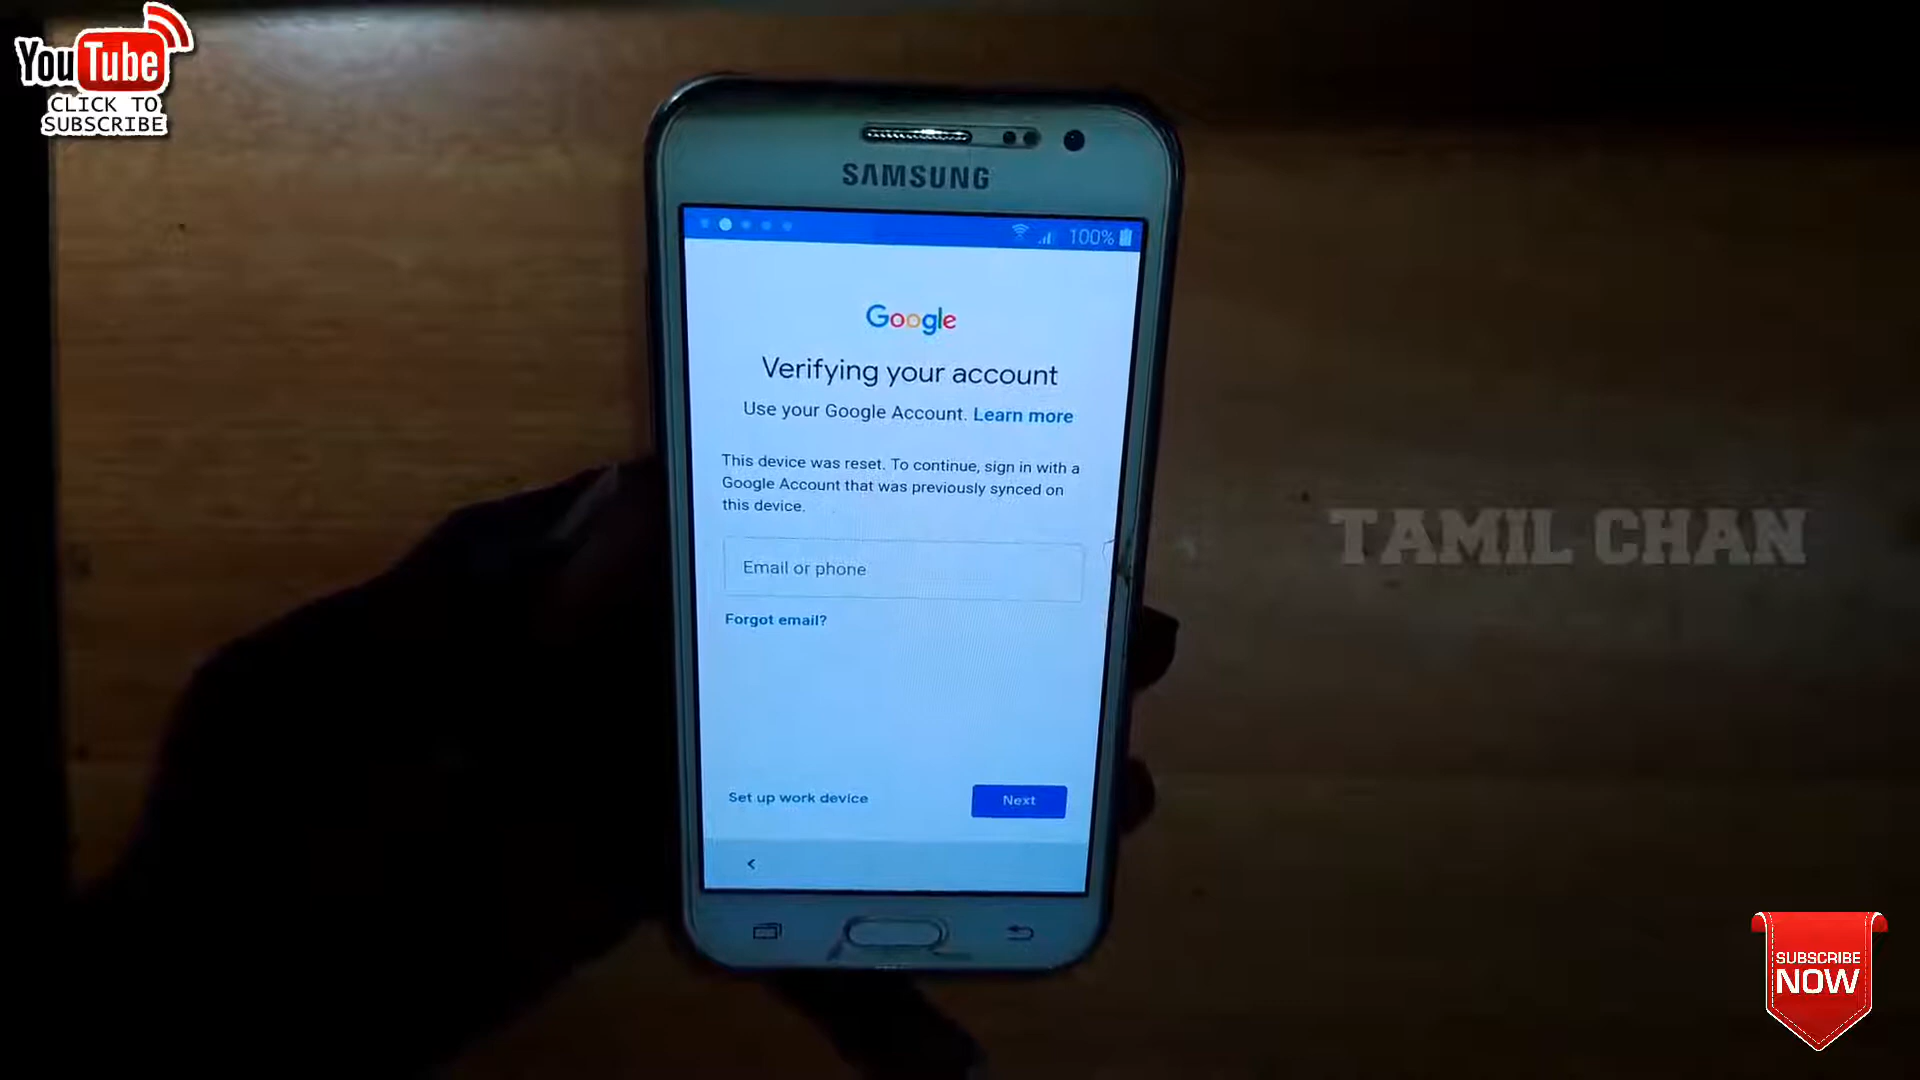 YouTube
CLICK TO
SUBSCRIBE
SAMSUNG
100%
Google
Verifying your account
Use your Google Account. Learn more
This device was reset. To continue, sign in with a
Google Account that was previously synced on
this device.
Email or phone
Forgot email?
TAMIL CHAN
Set up work device
Next
SUBSCRIBE
NOW